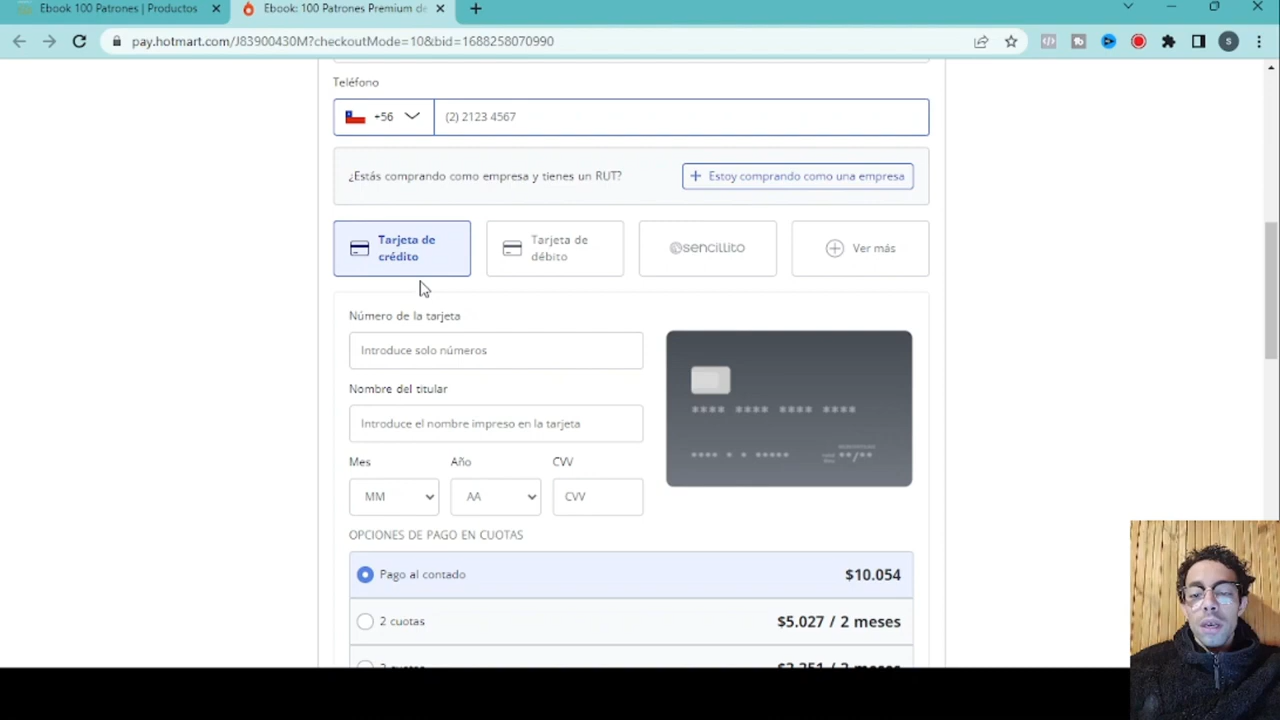 Ebook 100 Patrones | Productos
Ebook: 100 Patrones Premium de
pay.hotmart.com/J83900430M?checkoutMode=10&bid=1688258070990
S
Teléfono
+56
(2) 2123 4567
¿Estás comprando como empresa y tienes un RUT?
+ Estoy comprando como una empresa
Tarjeta de
crédito
Tarjeta de
débito
sencillito
Ver más
Número de la tarjeta
Introduce solo números
Nombre del titular
Introduce el nombre impreso en la tarjeta
Mes
Año
CVV
MM
AA
CVV
**** **** **** ****
**** * * *****
**/**
OPCIONES DE PAGO EN CUOTAS
Pago al contado
$10.054
2 cuotas
$5.027 / 2 meses